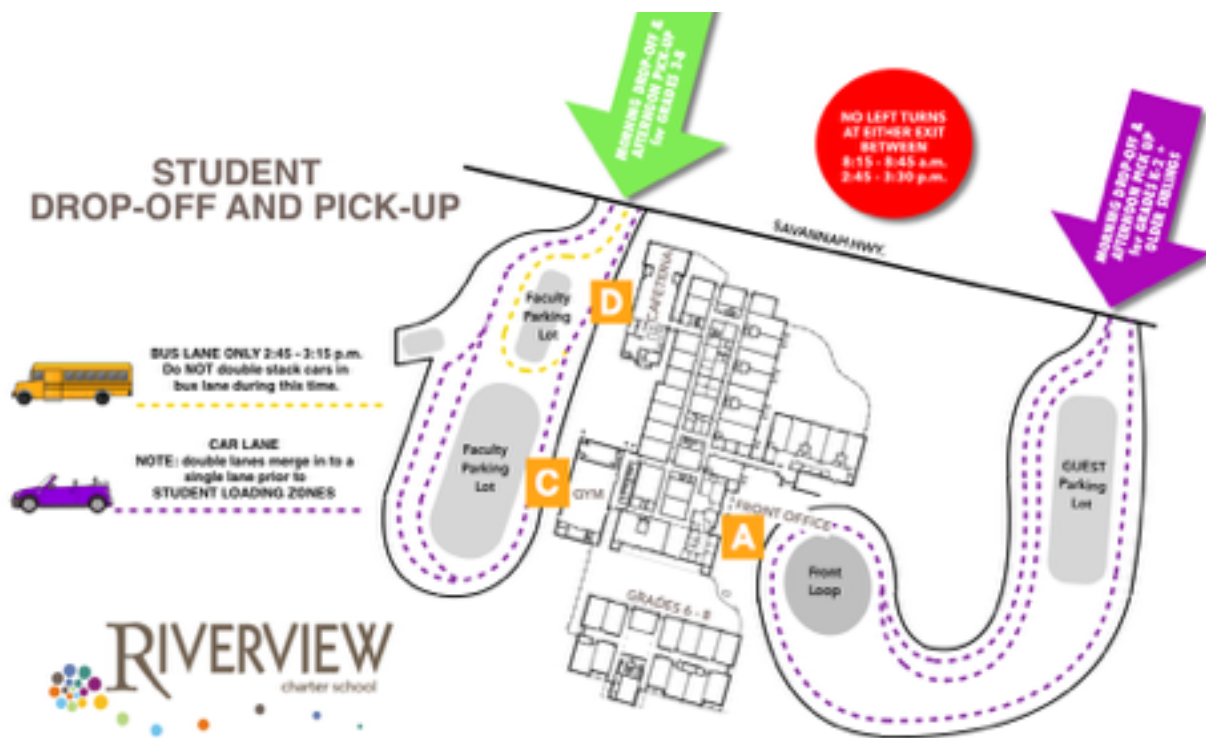 MORNING DROP-OFF &
AFTERNOON PICK-UP
for GRADES 3-8
NO LEFT TURNS
AT EITHER EXIT
BETWEEN
8:15 - 8:45 a.m.
2:45 - 3:30 p.m.
MORNING DROP-OFF &
AFTERNOON PICK UP
for GRADES K-2 +
OLDER SIBLINGS
STUDENT
DROP-OFF AND PICK-UP
SAVANNAH HWY.
CAFETERIA
D
Faculty
Parking
Lot
BUS LANE ONLY 2:45 - 3:15 p.m.
Do NOT double stack cars in
bus lane during this time.
CAR LANE
NOTE: double lanes merge in to a
single lane prior to
STUDENT LOADING ZONES
Faculty
Parking
Lot
C
GYM
GUEST
Parking
Lot
FRONT OFFICE
A
Front
Loop
GRADES 6 - 8
RIVERVIEW
charter school